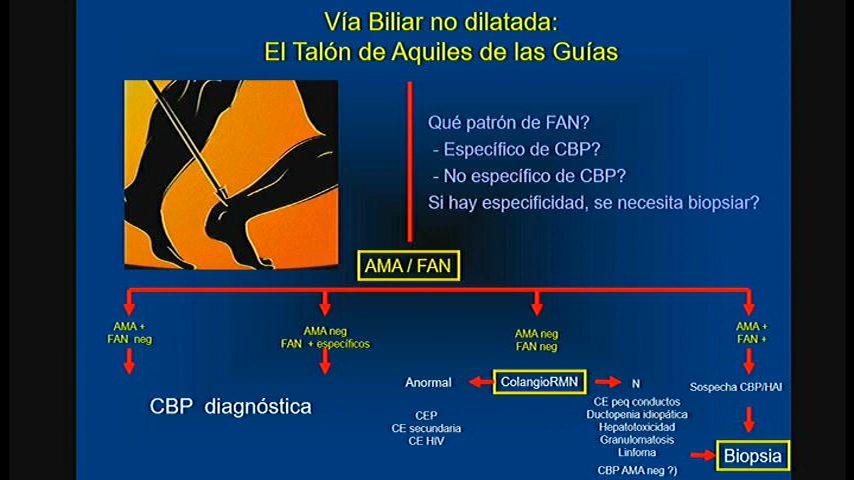 Vía Biliar no dilatada:
El Talón de Aquiles de las Guías
Qué patrón de FAN?
- Específico de CBP?
- No específico de CBP?
Si hay especificidad, se necesita biopsiar?
AMA / FAN
AMA +
FAN neg
AMA neg
FAN + específicos
AMA neg
FAN neg
AMA +
FAN +
CBP diagnóstica
Anormal
CEP
CE secundaria
CE HIV
ColangioRMN
N
CE peq conductos
Ductopenia idiopática
Hepatotoxicidad
Granulomatosis
Linfoma
CBP AMA neg ?)
Sospecha CBP/HAI
Biopsia